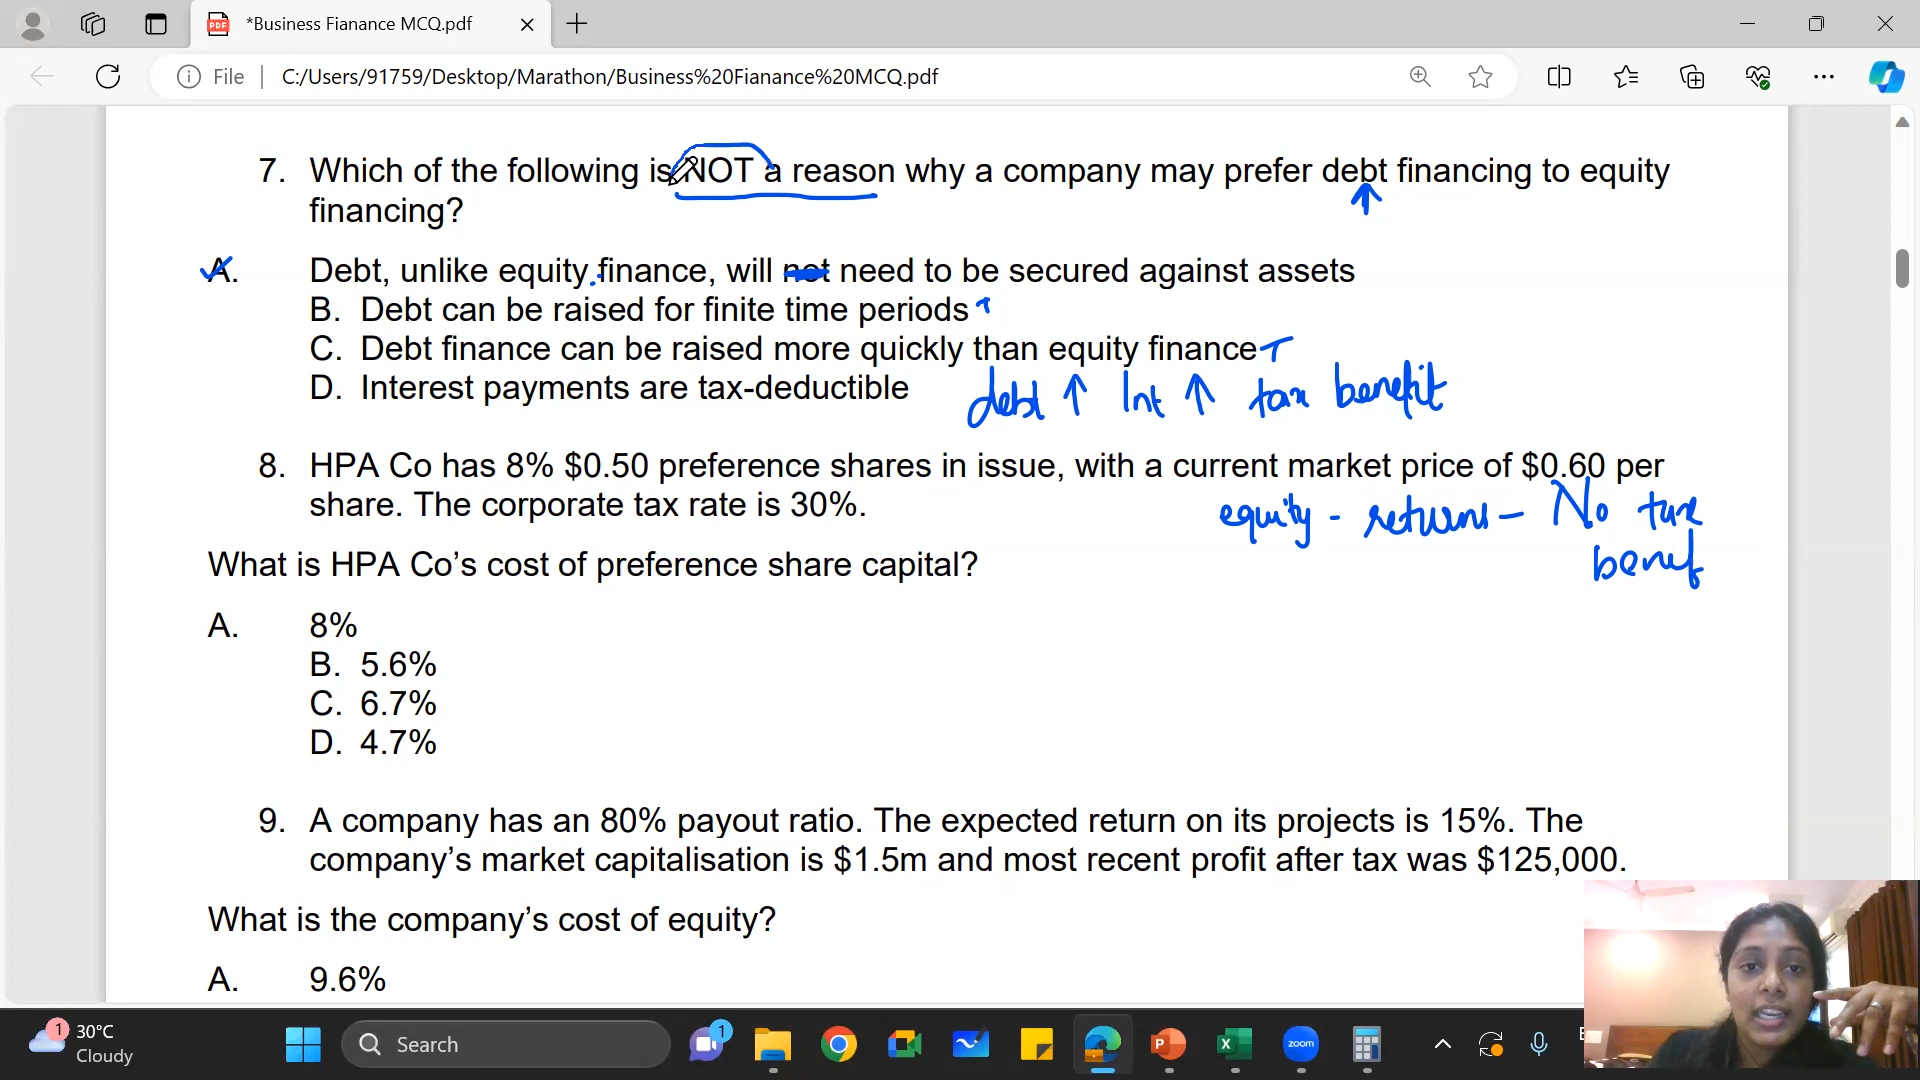 *Business Fianance MCQ.pdf
File
C:/Users/91759/Desktop/Marathon/Business%20Fianance%20MCQ.pdf
7. Which of the following is NOT a reason why a company may prefer debt financing to equity
financing?
A. Debt, unlike equity finance, will not need to be secured against assets
B. Debt can be raised for finite time periods
C. Debt finance can be raised more quickly than equity finance T
D. Interest payments are tax-deductible
debt ↑ Int ↑ tax benefit
8. HPA Co has 8% $0.50 preference shares in issue, with a current market price of $0.60 per
share. The corporate tax rate is 30%.
equity - returns - No tax
benef
What is HPA Co’s cost of preference share capital?
A. 8%
B. 5.6%
C. 6.7%
D. 4.7%
9. A company has an 80% payout ratio. The expected return on its projects is 15%. The
company’s market capitalisation is $1.5m and most recent profit after tax was $125,000.
What is the company’s cost of equity?
A. 9.6%
1
30°C
Cloudy
Search
1
zoom